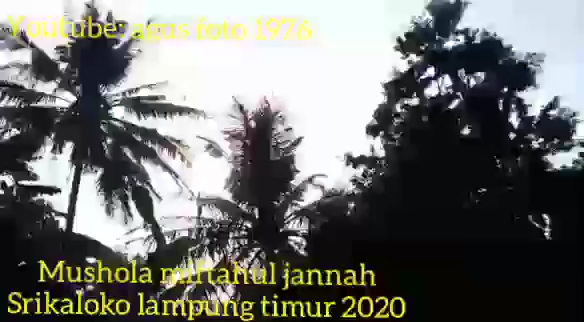 Youtube: agus foto 1976
Mushola miftahul jannah
Srikaloko lampung timur 2020